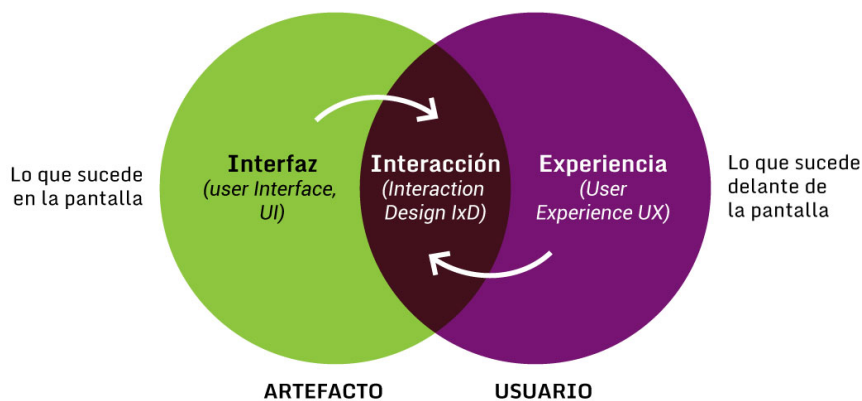 Lo que sucede
en la pantalla
Interfaz
(user Interface,
UI)
Interacción
(Interaction
Design IxD)
Experiencia
(User
Experience UX)
Lo que sucede
delante de
la pantalla
ARTEFACTO
USUARIO